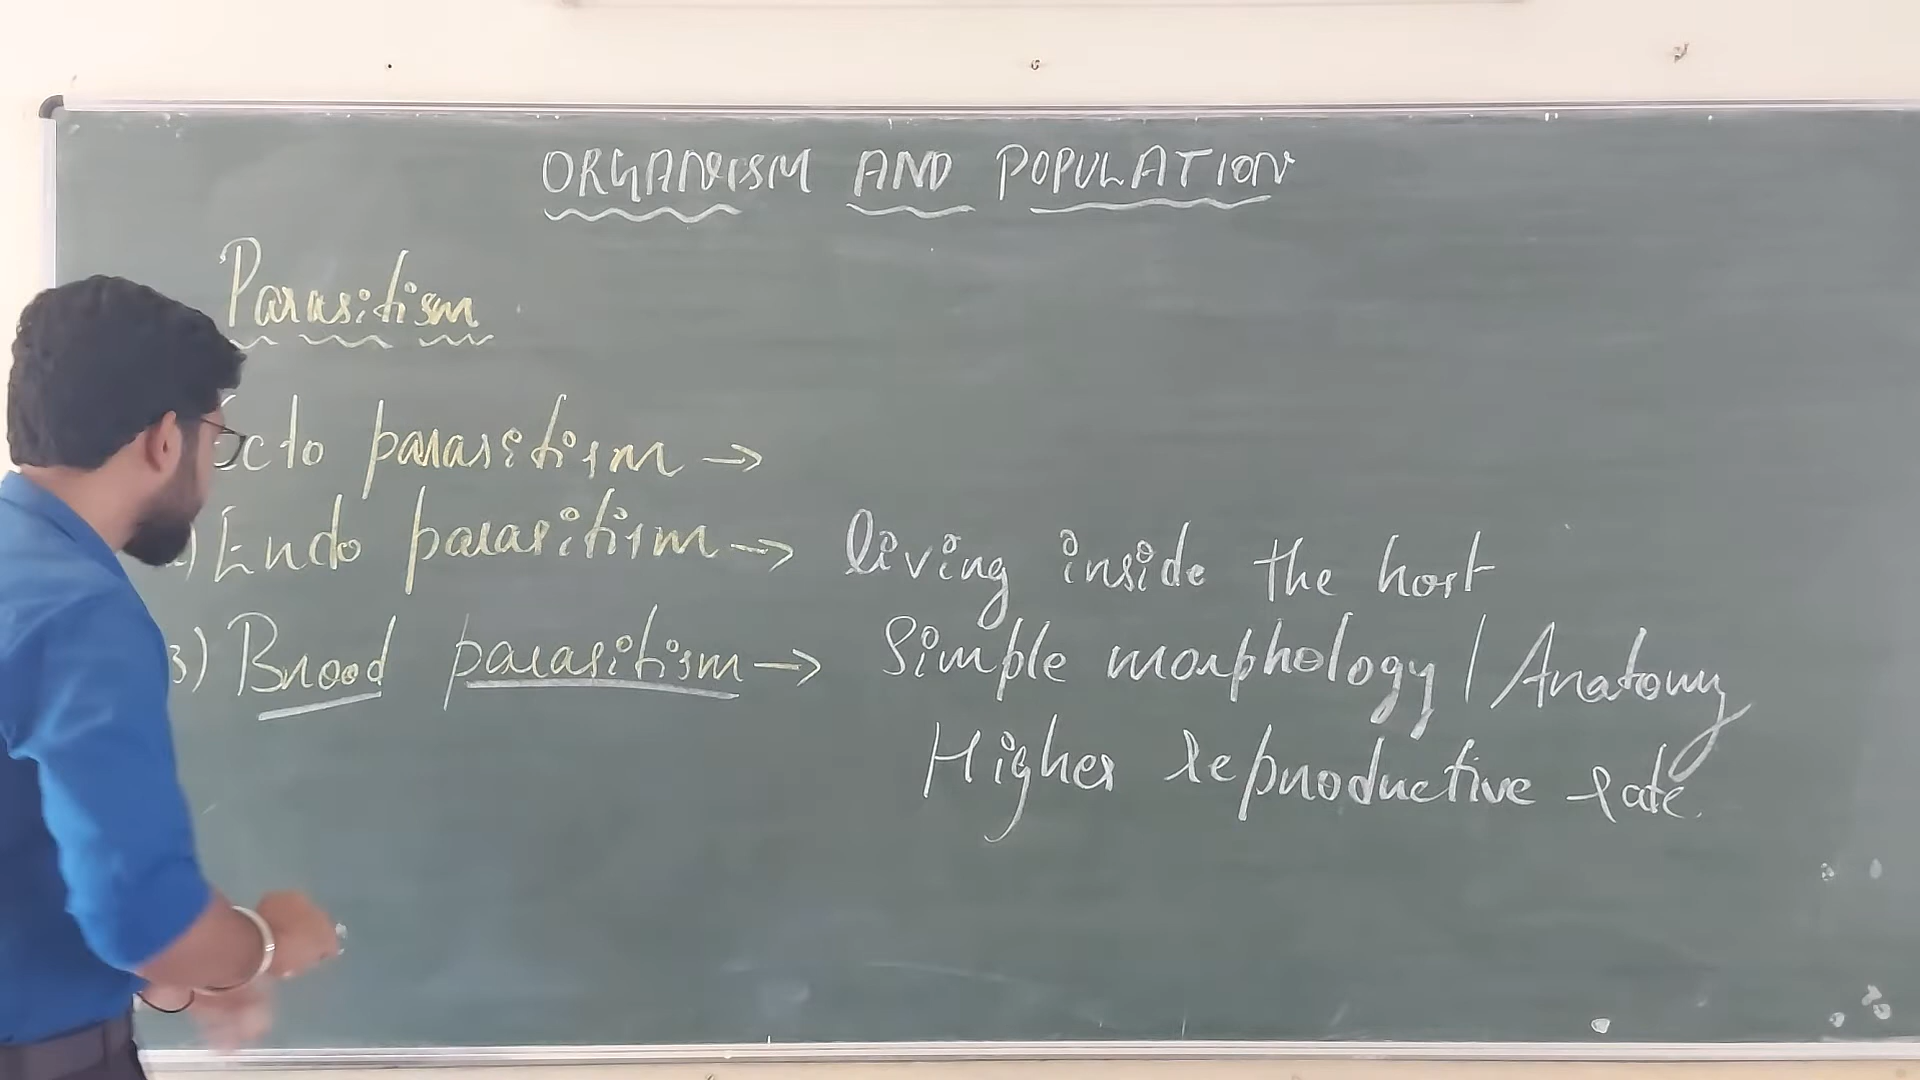 ORGANISM AND POPULATION
Parasitism
Ecto parasitism →
) Endo parasitism → living inside the host
3) Brood parasitism → Simple morphology / Anatomy
Higher reproductive rate.